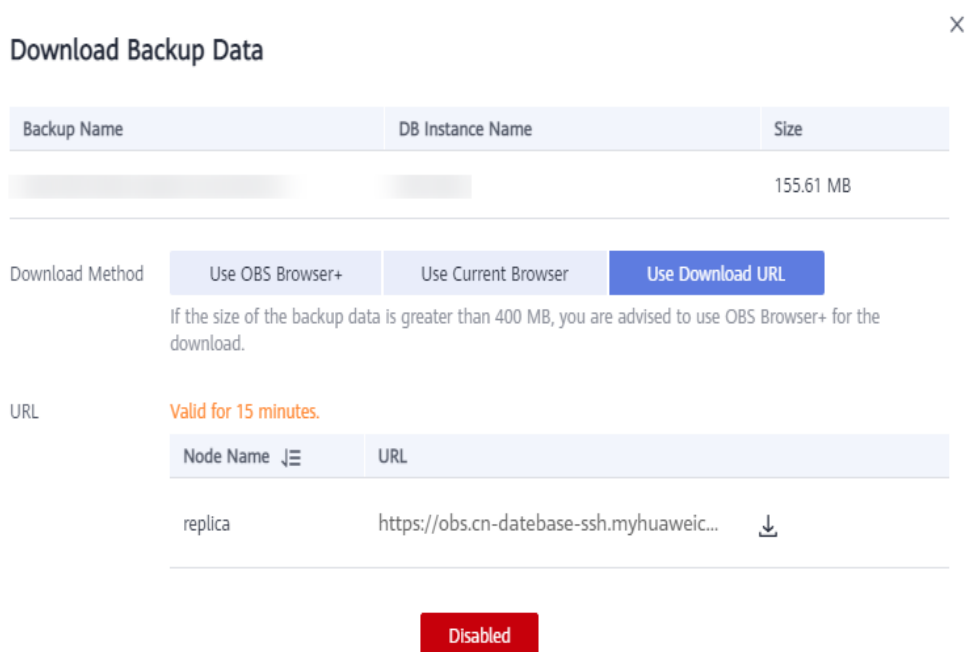 Download Backup Data
Backup Name DB Instance Name Size
155.61 MB
Download Method Use OBS Browser+ Use Current Browser Use Download URL
If the size of the backup data is greater than 400 MB, you are advised to use OBS Browser+ for the
download.
URL Valid for 15 minutes.
Node Name URL
replica https://obs.cn-datebase-ssh.myhuaweic...
Disabled